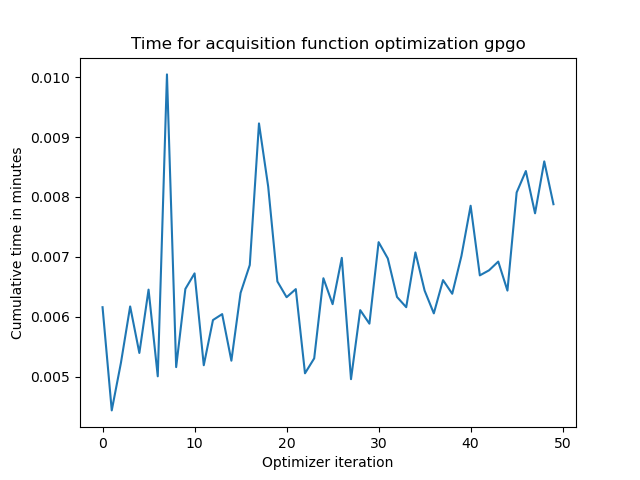 Time for acquisition function optimization gpgo
0.010
0.009
0.008
0.007
0.006
0.005
Cumulative time in minutes
0 10 20 30 40 50
Optimizer iteration